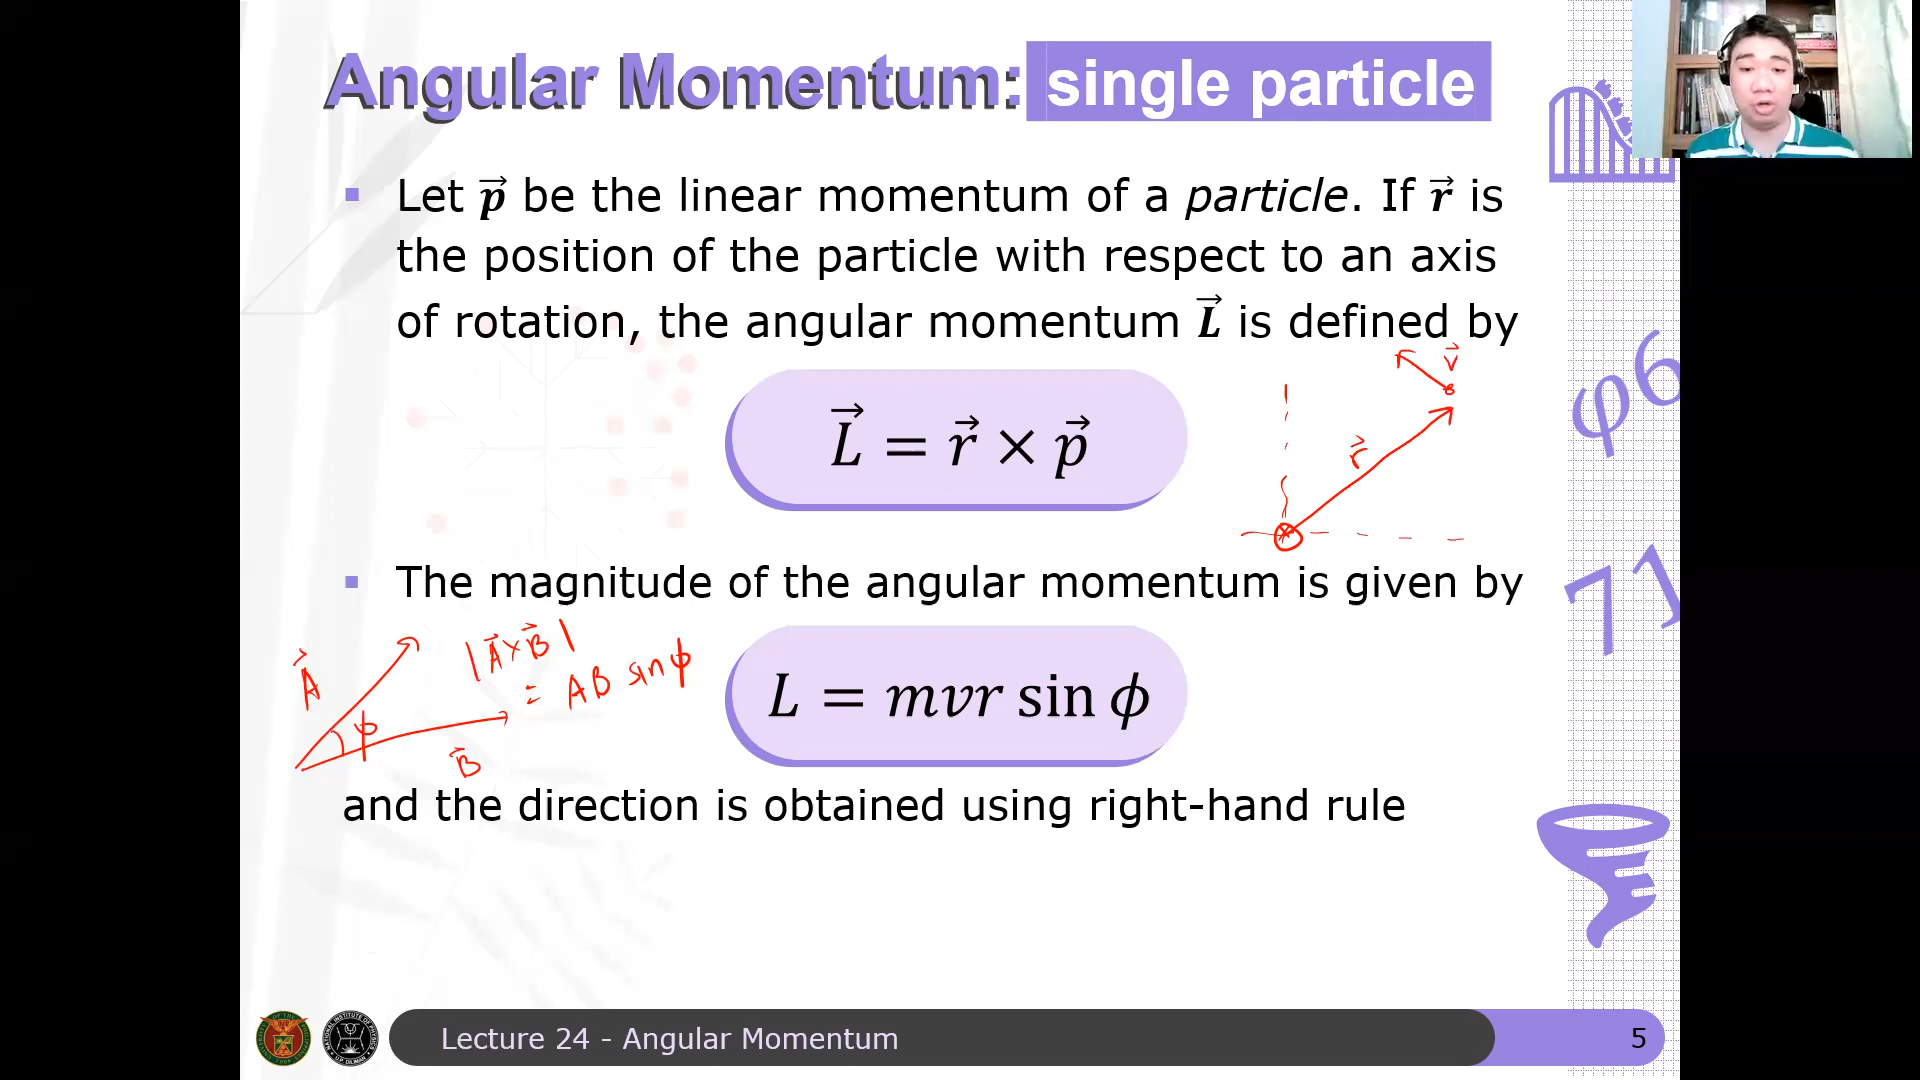 Angular Momentum: single particle
▪ Let p⃗ be the linear momentum of a particle. If r⃗ is
the position of the particle with respect to an axis
of rotation, the angular momentum L⃗ is defined by
v⃗
L⃗ = r⃗ × p⃗
r⃗
φ6
71
▪ The magnitude of the angular momentum is given by
|A⃗×B⃗|
= AB sin ϕ
A⃗
ϕ
B⃗
L = mvr sin ϕ
and the direction is obtained using right-hand rule
Lecture 24 - Angular Momentum
5